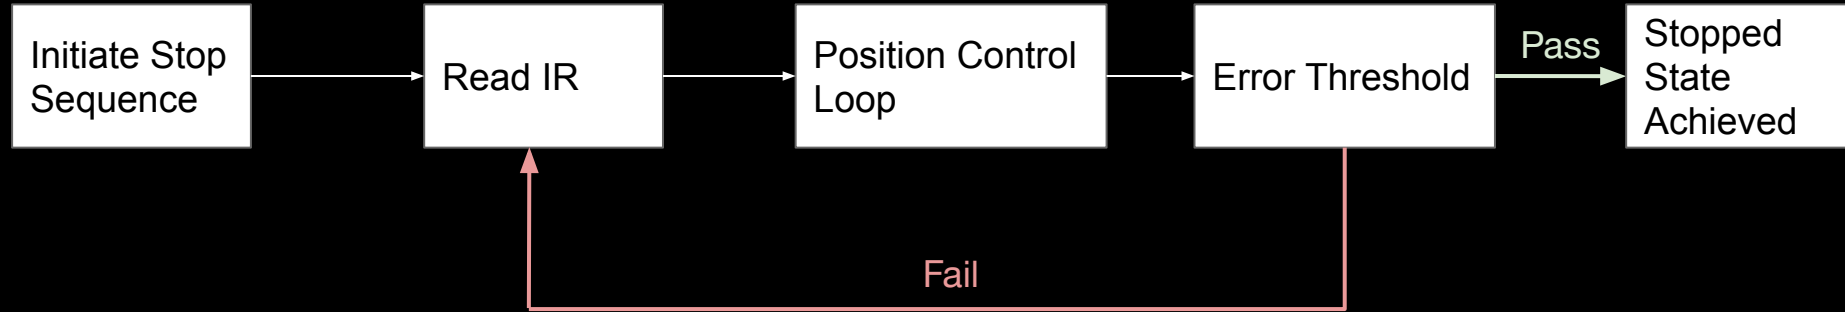 Initiate Stop
Sequence
Read IR
Position Control
Loop
Error Threshold
Pass
Stopped
State
Achieved
Fail